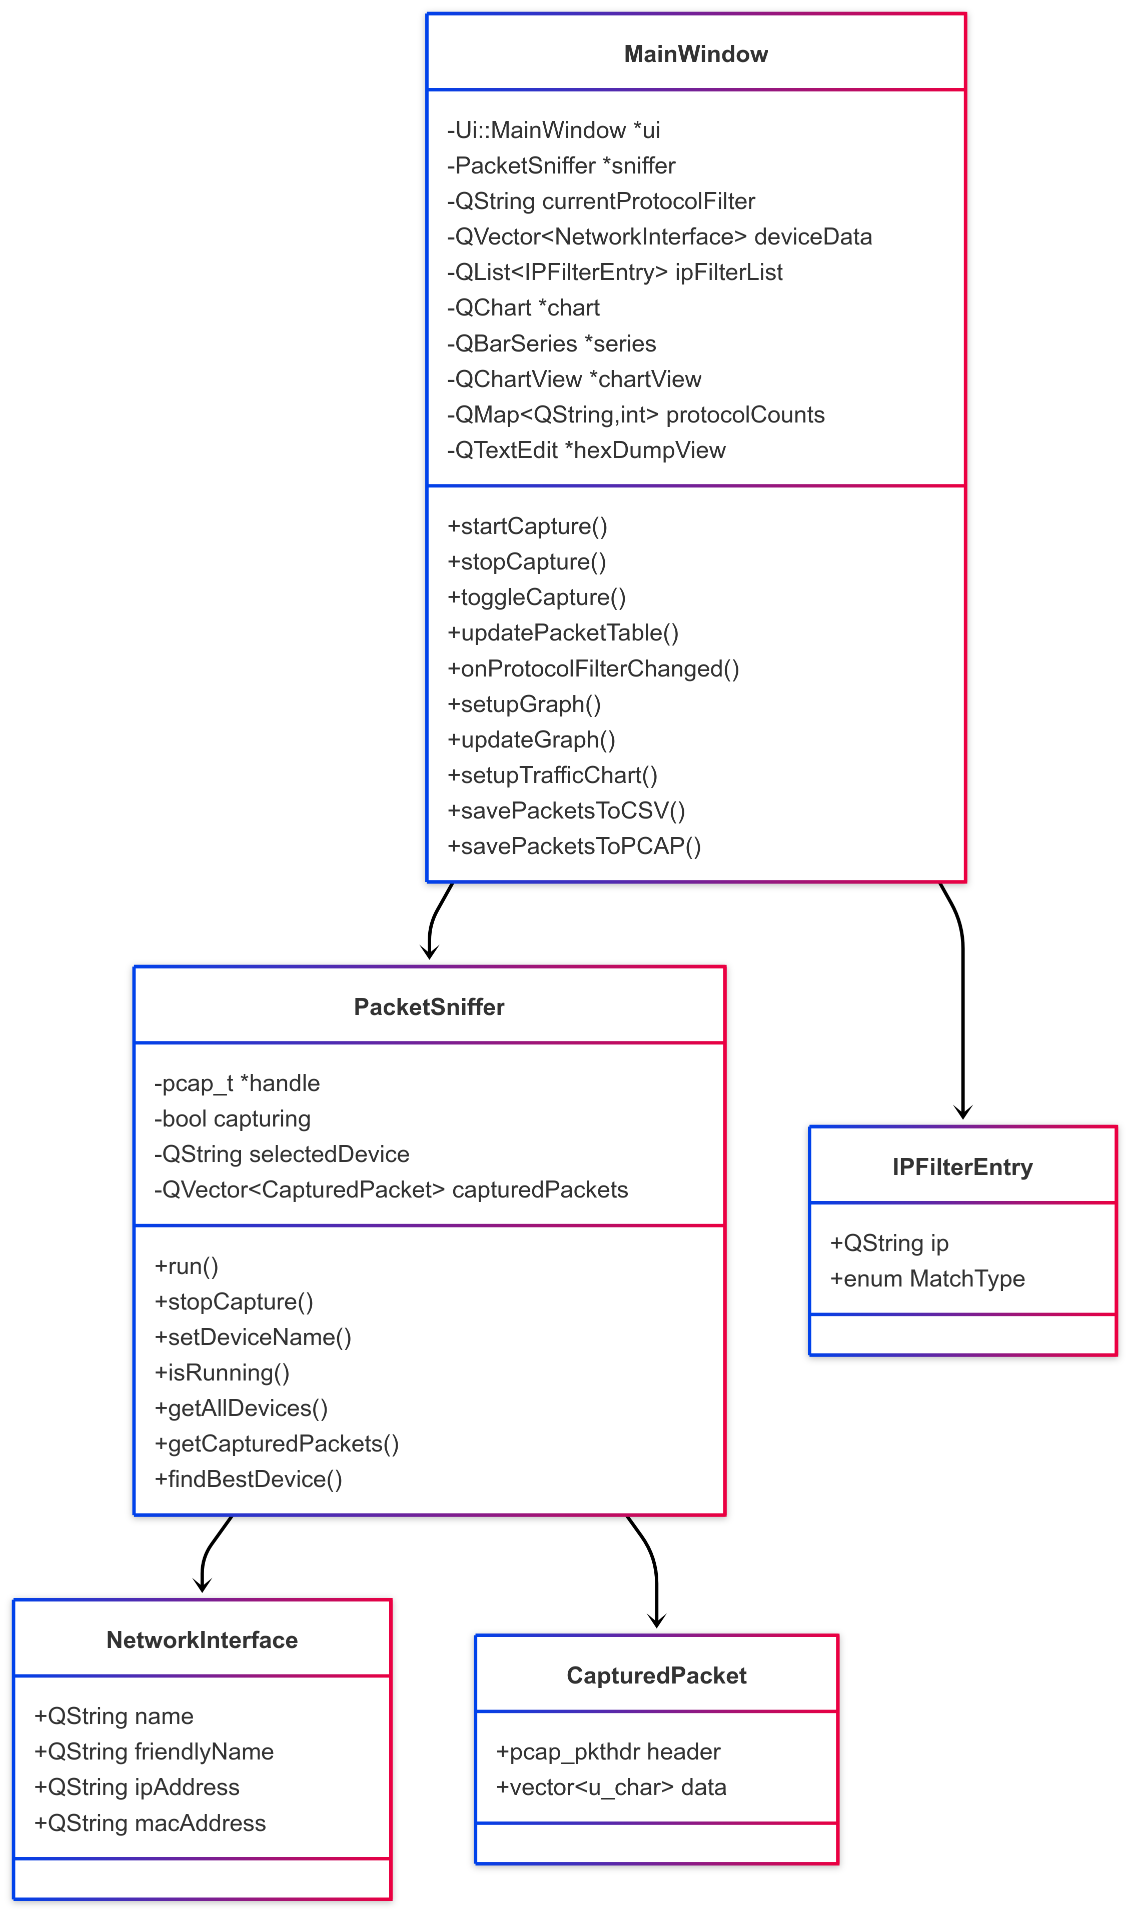 MainWindow
-Ui::MainWindow *ui
-PacketSniffer *sniffer
-QString currentProtocolFilter
-QVector<NetworkInterface> deviceData
-QList<IPFilterEntry> ipFilterList
-QChart *chart
-QBarSeries *series
-QChartView *chartView
-QMap<QString,int> protocolCounts
-QTextEdit *hexDumpView
+startCapture()
+stopCapture()
+toggleCapture()
+updatePacketTable()
+onProtocolFilterChanged()
+setupGraph()
+updateGraph()
+setupTrafficChart()
+savePacketsToCSV()
+savePacketsToPCAP()
PacketSniffer
-pcap_t *handle
-bool capturing
-QString selectedDevice
-QVector<CapturedPacket> capturedPackets
+run()
+stopCapture()
+setDeviceName()
+isRunning()
+getAllDevices()
+getCapturedPackets()
+findBestDevice()
IPFilterEntry
+QString ip
+enum MatchType
NetworkInterface
+QString name
+QString friendlyName
+QString ipAddress
+QString macAddress
CapturedPacket
+pcap_pkthdr header
+vector<u_char> data